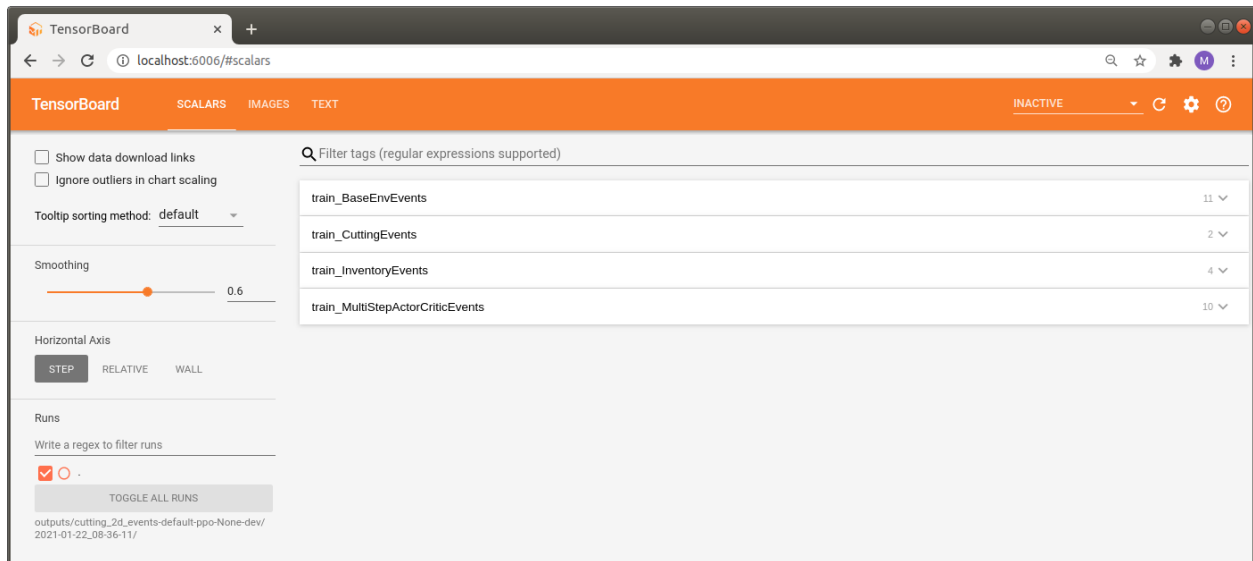 TensorBoard
localhost:6006/#scalars
M
TensorBoard SCALARS IMAGES TEXT INACTIVE
Show data download links
Ignore outliers in chart scaling
Tooltip sorting method: default
Smoothing
0.6
Horizontal Axis
STEP RELATIVE WALL
Runs
Write a regex to filter runs
.
TOGGLE ALL RUNS
outputs/cutting_2d_events-default-ppo-None-dev/
2021-01-22_08-36-11/
Filter tags (regular expressions supported)
train_BaseEnvEvents 11
train_CuttingEvents 2
train_InventoryEvents 4
train_MultiStepActorCriticEvents 10